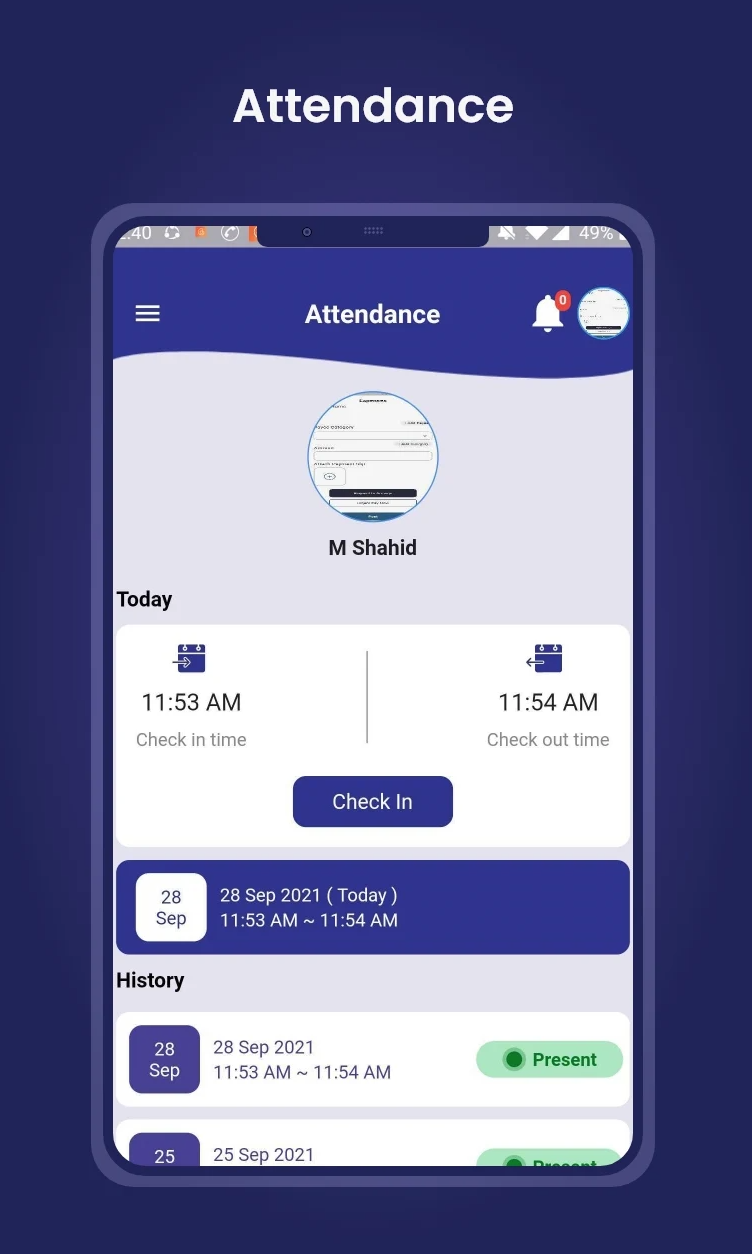 Attendance
:40
49%
Attendance
0
Expenses
M Shahid
Today
11:53 AM
11:54 AM
Check in time
Check out time
Check In
28
Sep
28 Sep 2021 ( Today )
11:53 AM ~ 11:54 AM
History
28
Sep
28 Sep 2021
11:53 AM ~ 11:54 AM
Present
25
25 Sep 2021
Present